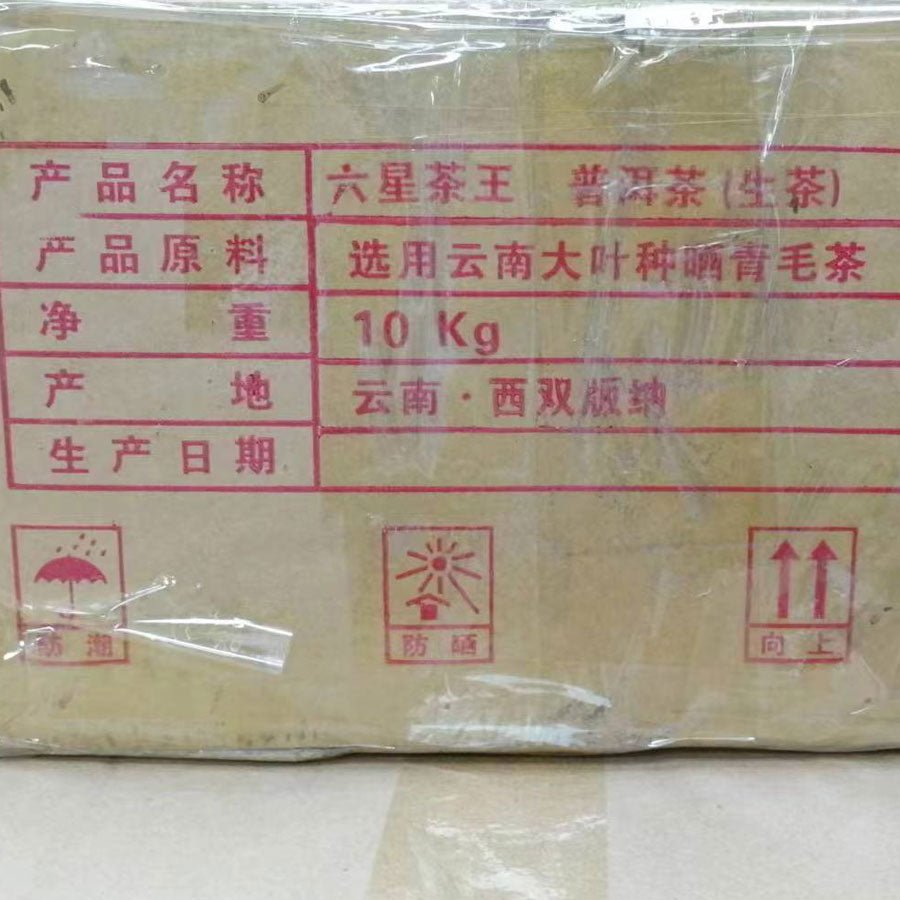 产品名称 六星茶王 普洱茶(生茶)
产品原料 选用云南大叶种晒青毛茶
净重 10 Kg
产地 云南·西双版纳
生产日期
防潮 防晒 向上